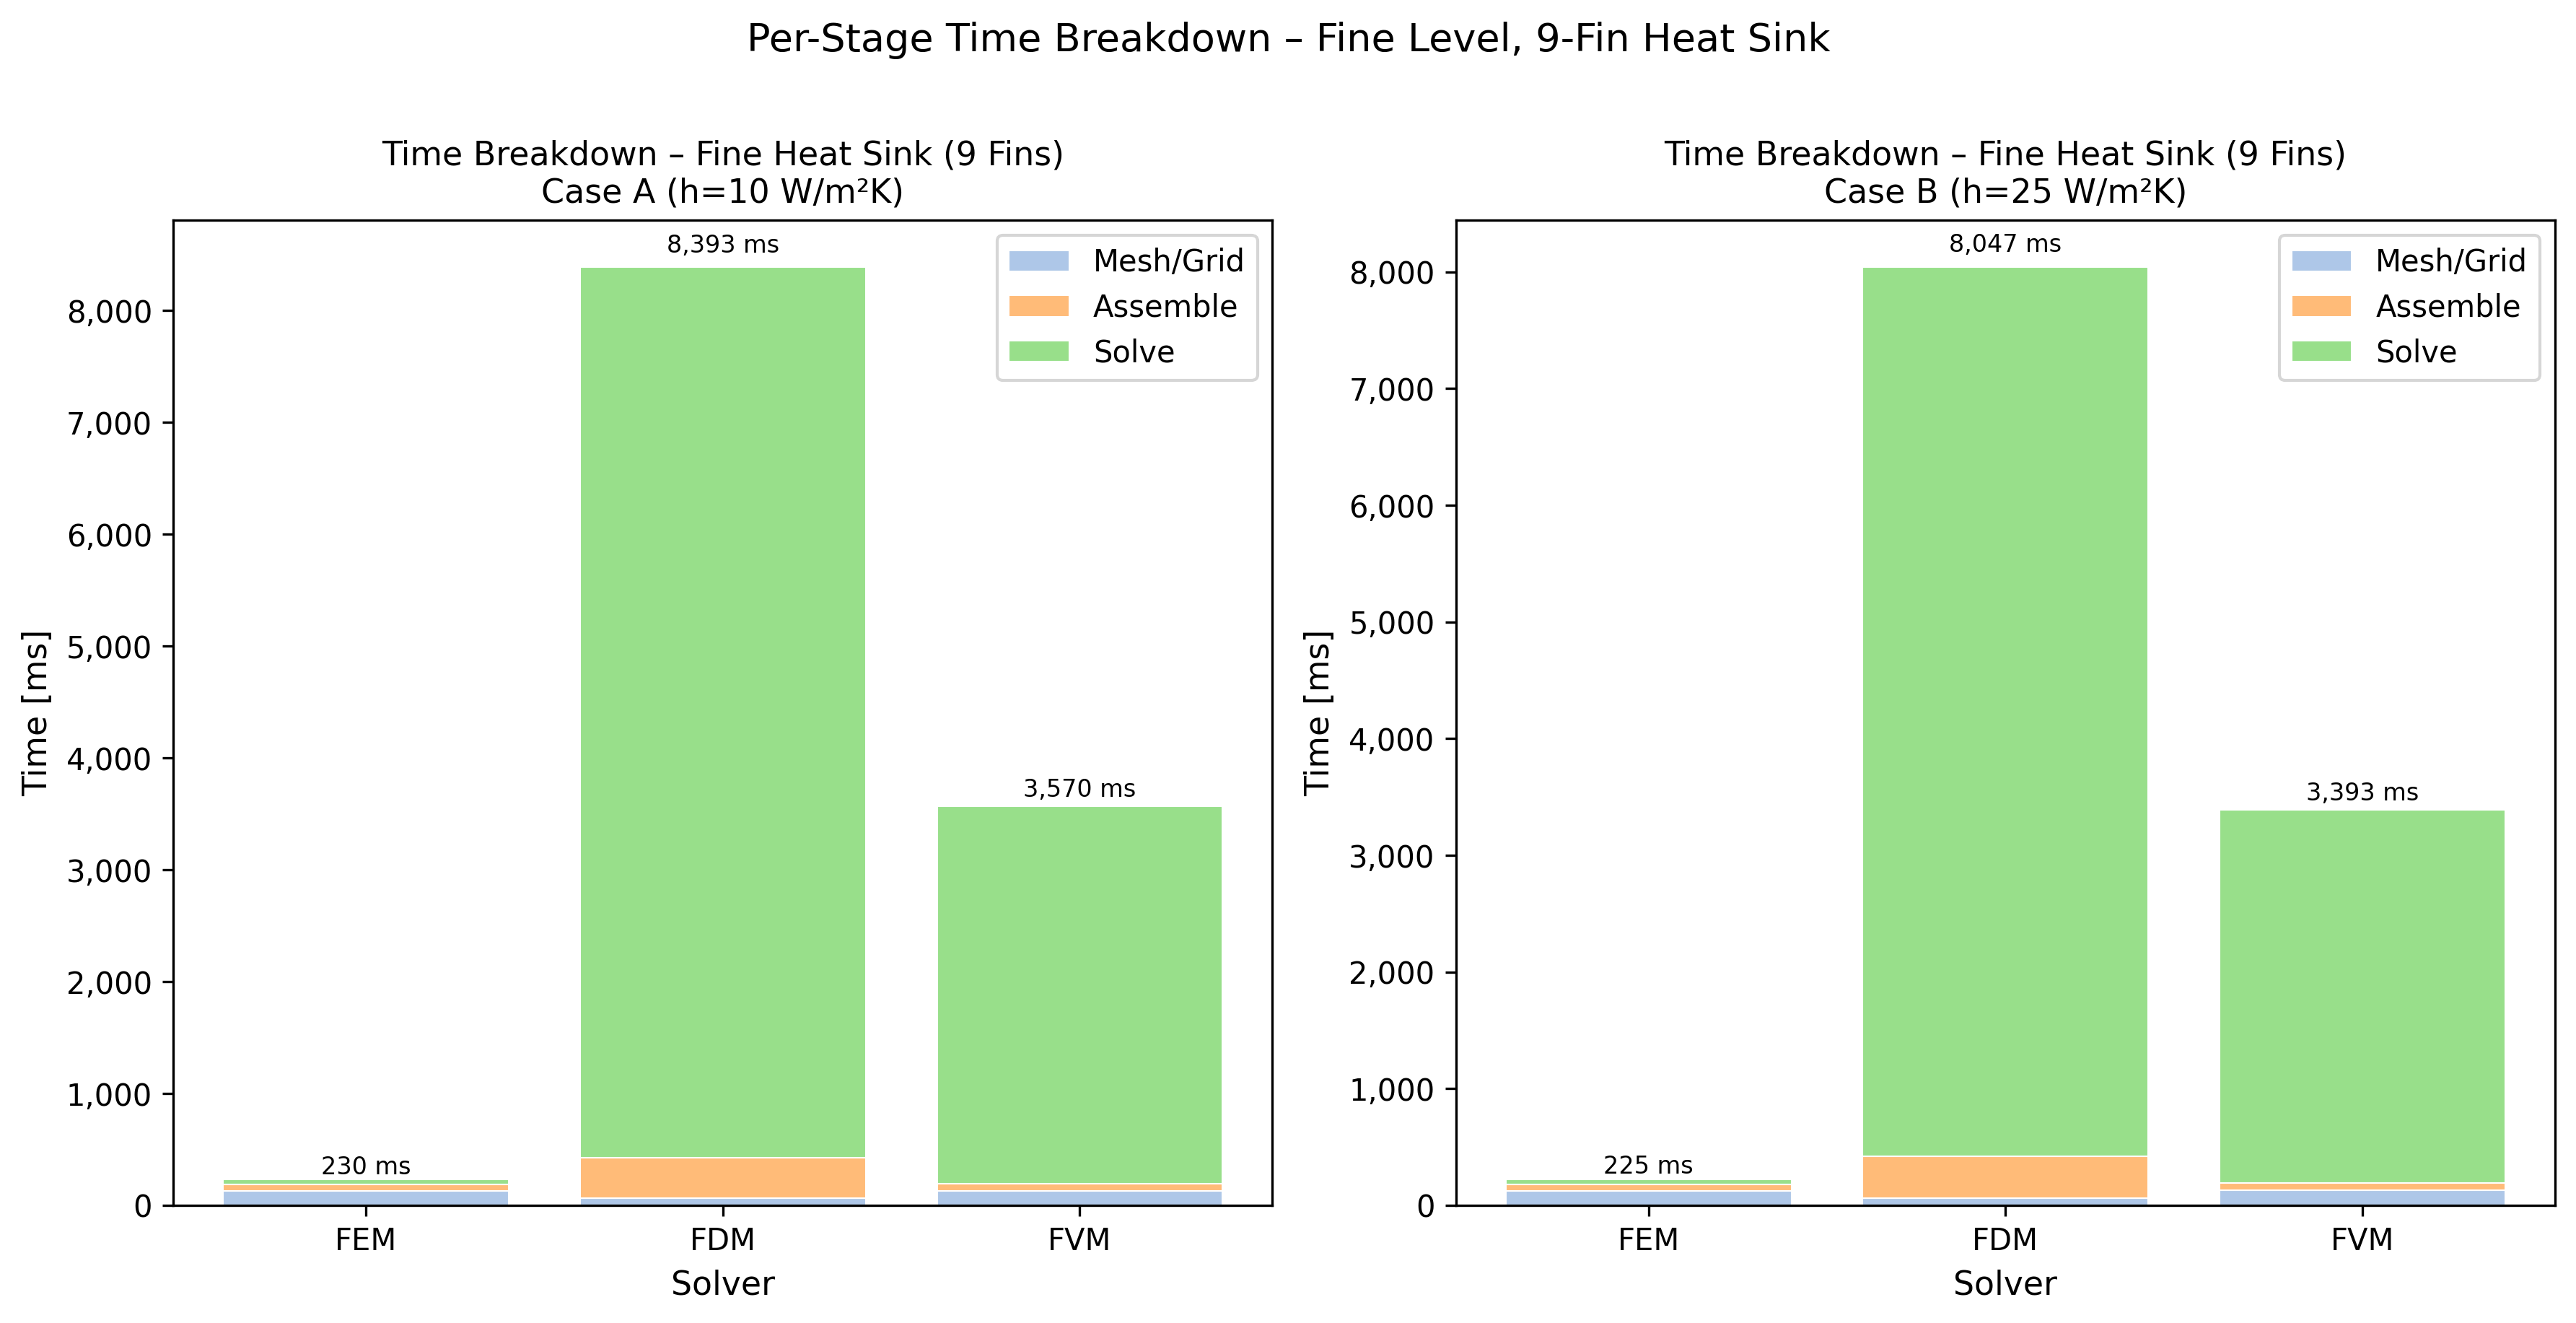 Per-Stage Time Breakdown – Fine Level, 9-Fin Heat Sink
Time Breakdown – Fine Heat Sink (9 Fins)
Case A (h=10 W/m²K)
8,393 ms
3,570 ms
230 ms
Mesh/Grid
Assemble
Solve
8,000
7,000
6,000
5,000
4,000
3,000
2,000
1,000
0
Time [ms]
FEM
FDM
FVM
Solver
Time Breakdown – Fine Heat Sink (9 Fins)
Case B (h=25 W/m²K)
8,047 ms
3,393 ms
225 ms
Mesh/Grid
Assemble
Solve
8,000
7,000
6,000
5,000
4,000
3,000
2,000
1,000
0
Time [ms]
FEM
FDM
FVM
Solver